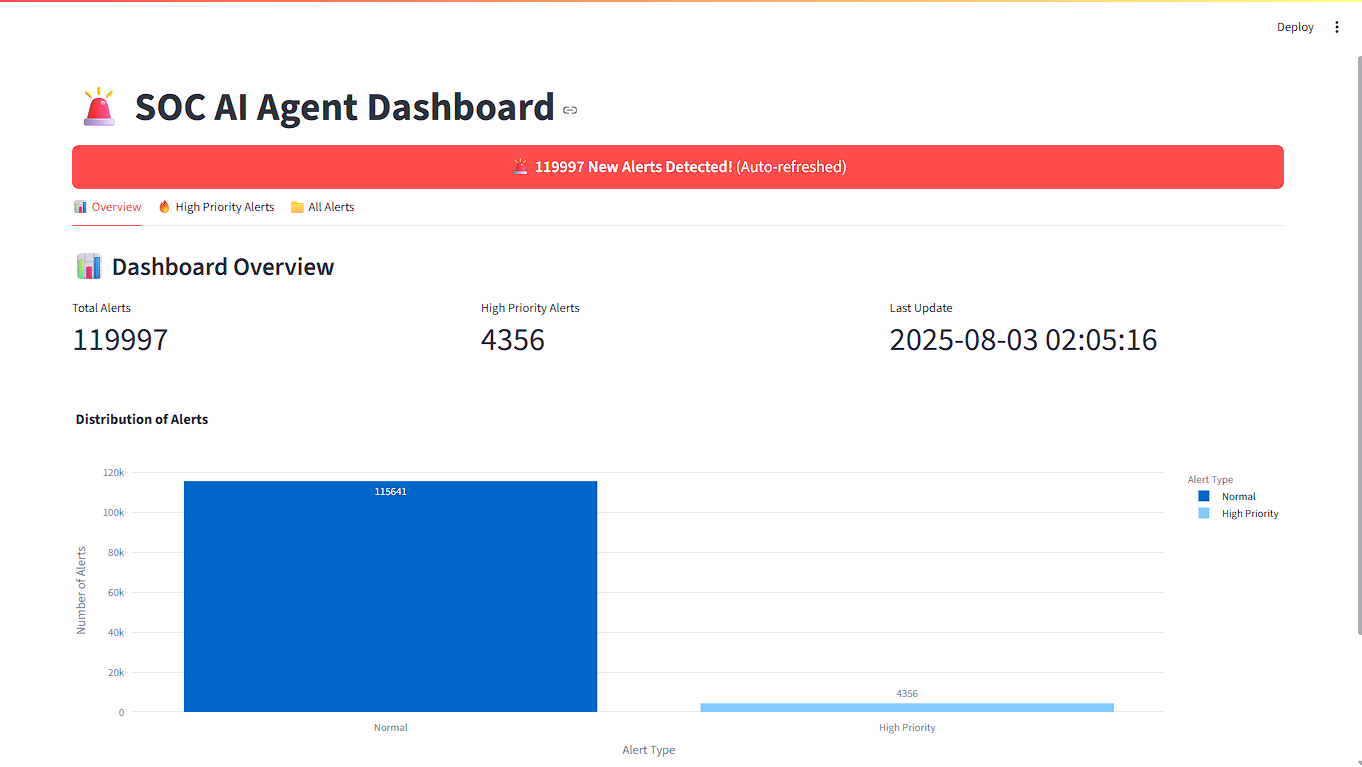 Deploy
SOC AI Agent Dashboard
119997 New Alerts Detected! (Auto-refreshed)
Overview High Priority Alerts All Alerts
Dashboard Overview
Total Alerts High Priority Alerts Last Update
119997 4356 2025-08-03 02:05:16
Distribution of Alerts
Number of Alerts
120k
100k
80k
60k
40k
20k
0
115641
4356
Normal High Priority
Alert Type
Alert Type
Normal
High Priority